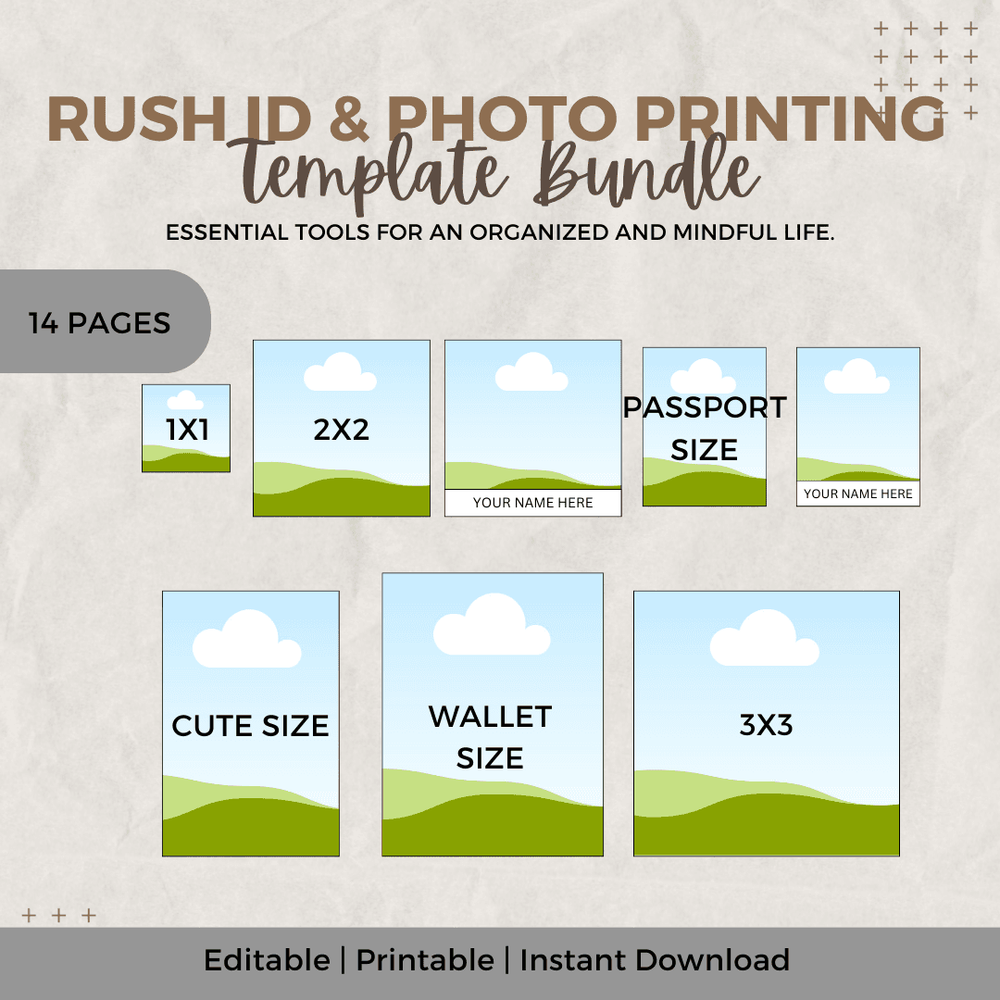 RUSH ID & PHOTO PRINTING
Template Bundle
ESSENTIAL TOOLS FOR AN ORGANIZED AND MINDFUL LIFE.
14 PAGES
1X1
2X2
YOUR NAME HERE
PASSPORT
SIZE
YOUR NAME HERE
CUTE SIZE
WALLET
SIZE
3X3
Editable | Printable | Instant Download